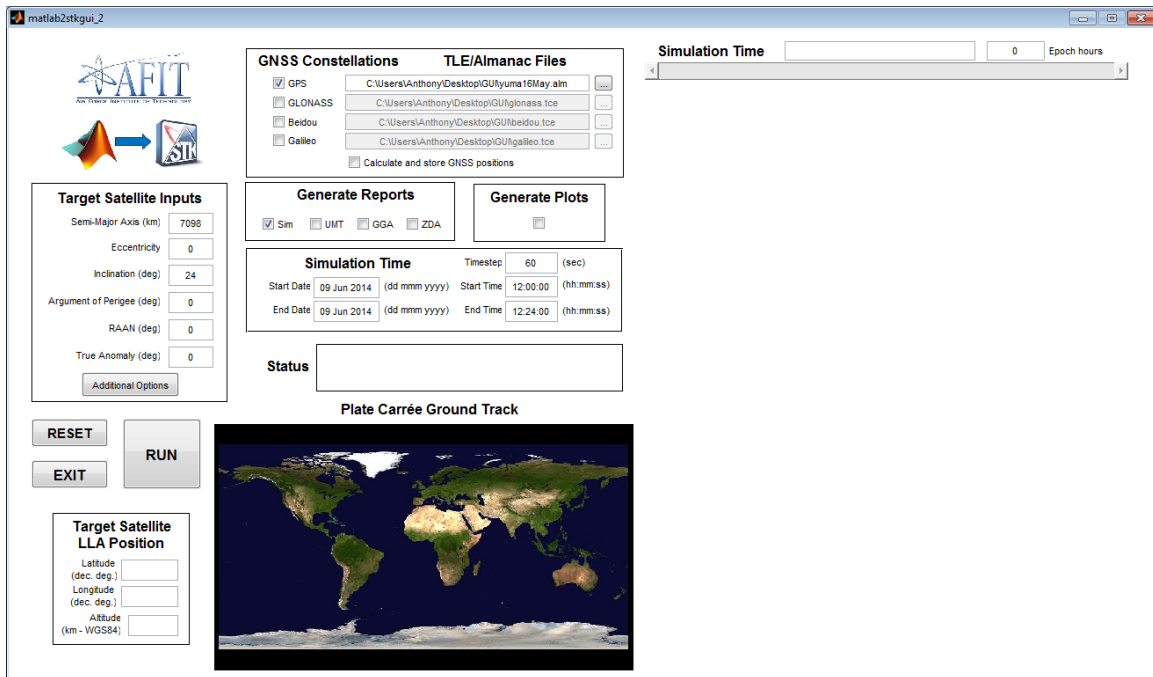 matlab2stkgui_2
AFIT
AIR FORCE INSTITUTE OF TECHNOLOGY
STK
GNSS Constellations TLE/Almanac Files
GPS C:\Users\Anthony\Desktop\GUI\yuma16May.alm ...
GLONASS C:\Users\Anthony\Desktop\GUI\glonass.tce ...
Beidou C:\Users\Anthony\Desktop\GUI\beidou.tce ...
Galileo C:\Users\Anthony\Desktop\GUI\galileo.tce ...
Calculate and store GNSS positions
Simulation Time 0 Epoch hours
Target Satellite Inputs
Semi-Major Axis (km) 7098
Eccentricity 0
Inclination (deg) 24
Argument of Perigee (deg) 0
RAAN (deg) 0
True Anomaly (deg) 0
Additional Options
Generate Reports
Sim UMT GGA ZDA
Generate Plots
Simulation Time Timestep 60 (sec)
Start Date 09 Jun 2014 (dd mmm yyyy) Start Time 12:00:00 (hh:mm:ss)
End Date 09 Jun 2014 (dd mmm yyyy) End Time 12:24:00 (hh:mm:ss)
Status
Plate Carrée Ground Track
RESET
EXIT
RUN
Target Satellite
LLA Position
Latitude
(dec. deg.)
Longitude
(dec. deg.)
Altitude
(km - WGS84)